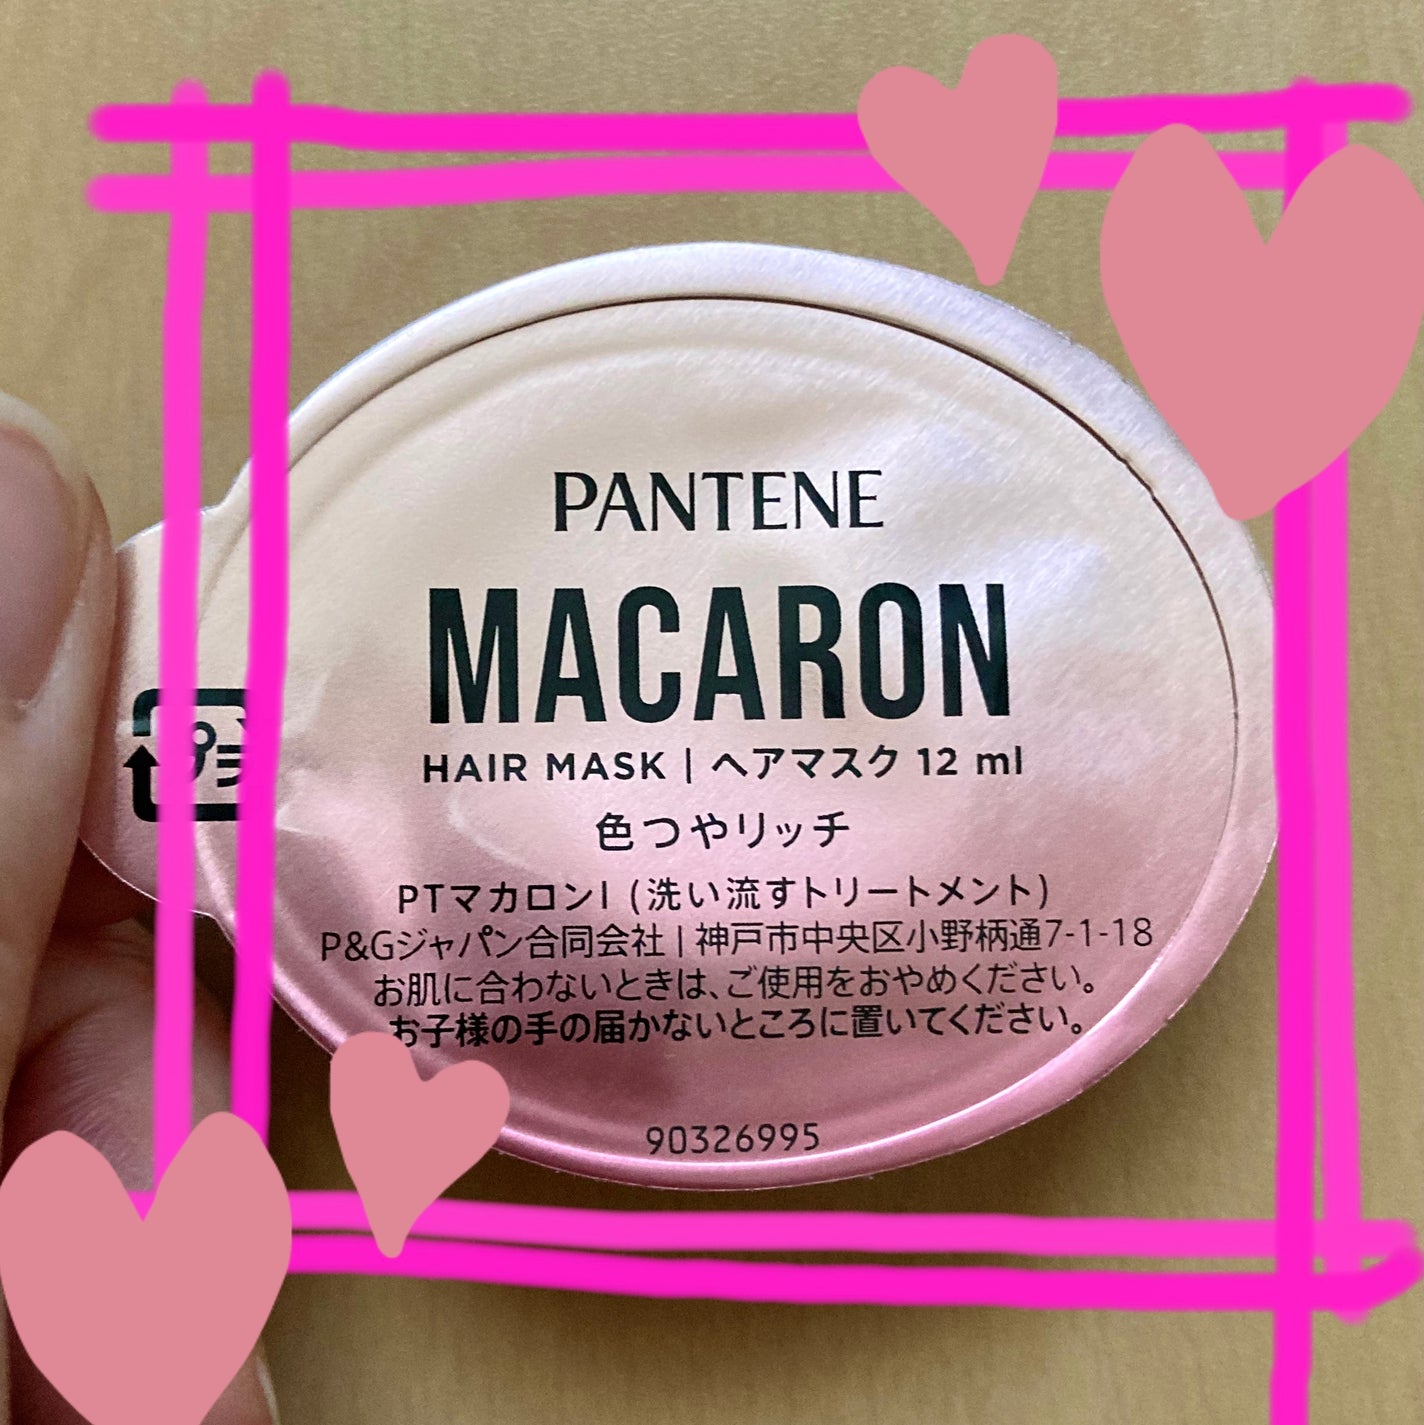 PANTENE
MACARON
HAIR MASK | ヘアマスク 12 ml
色つやリッチ
PTマカロンI (洗い流すトリートメント)
P&Gジャパン合同会社 | 神戸市中央区小野柄通7-1-18
お肌に合わないときは、ご使用をおやめください。
お子様の手の届かないところに置いてください。
90326995
プラ